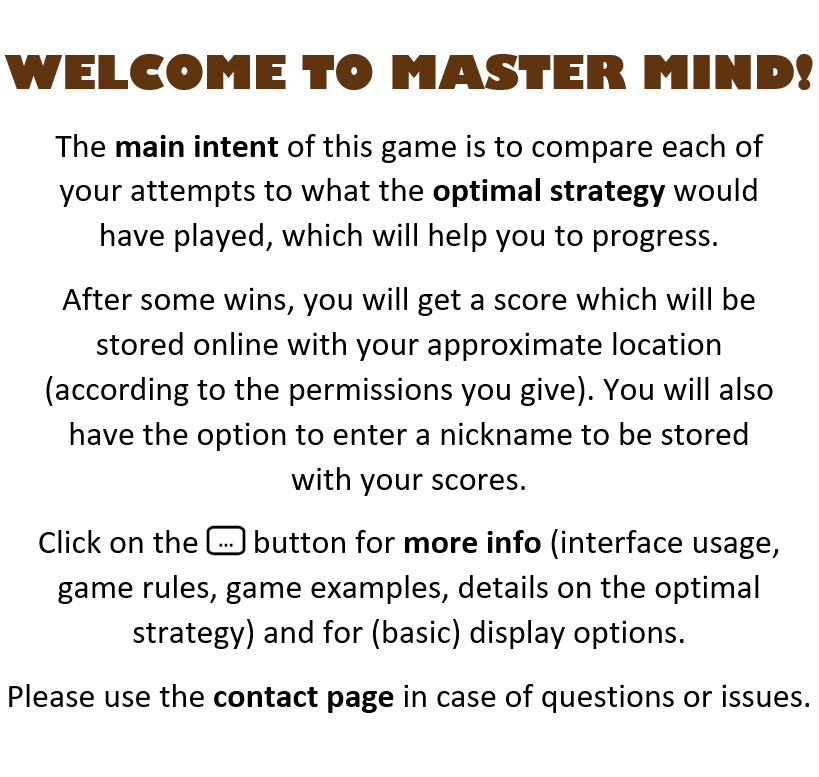 WELCOME TO MASTER MIND!
The main intent of this game is to compare each of
your attempts to what the optimal strategy would
have played, which will help you to progress.
After some wins, you will get a score which will be
stored online with your approximate location
(according to the permissions you give). You will also
have the option to enter a nickname to be stored
with your scores.
Click on the ... button for more info (interface usage,
game rules, game examples, details on the optimal
strategy) and for (basic) display options.
Please use the contact page in case of questions or issues.